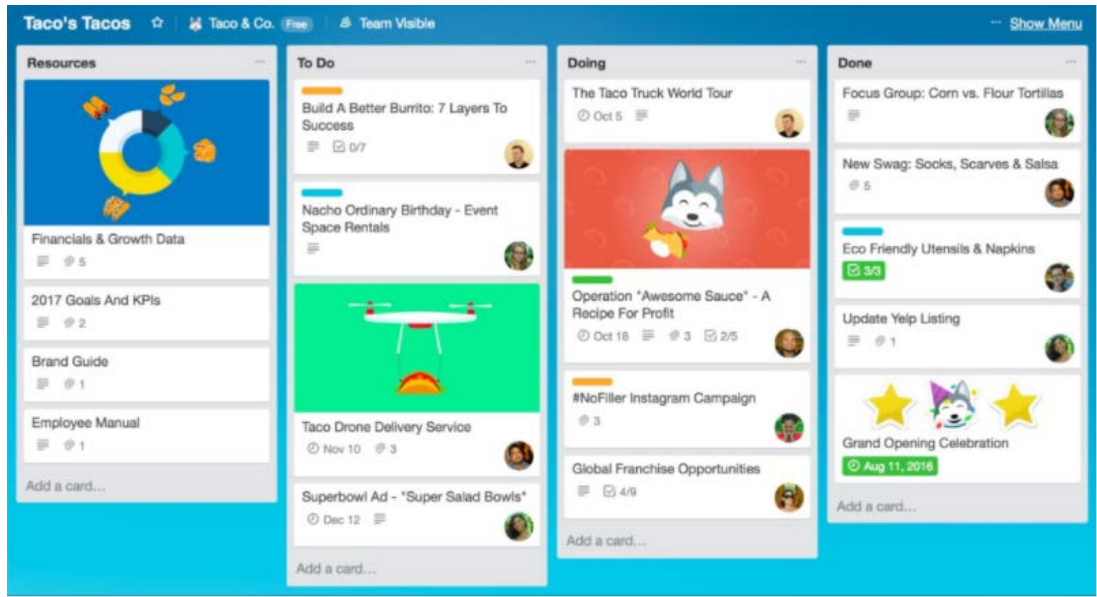 Taco's Tacos
Taco & Co. Free
Team Visible
··· Show Menu
Resources
Financials & Growth Data
5
2017 Goals And KPIs
2
Brand Guide
1
Employee Manual
1
Add a card...
To Do
Build A Better Burrito: 7 Layers To
Success
0/7
Nacho Ordinary Birthday - Event
Space Rentals
Taco Drone Delivery Service
Nov 10 3
Superbowl Ad - "Super Salad Bowls"
Dec 12
Add a card...
Doing
The Taco Truck World Tour
Oct 5
Operation "Awesome Sauce" - A
Recipe For Profit
Oct 18 3 2/5
#NoFiller Instagram Campaign
3
Global Franchise Opportunities
4/9
Add a card...
Done
Focus Group: Corn vs. Flour Tortillas
New Swag: Socks, Scarves & Salsa
5
Eco Friendly Utensils & Napkins
3/3
Update Yelp Listing
1
Grand Opening Celebration
Aug 11, 2016
Add a card...